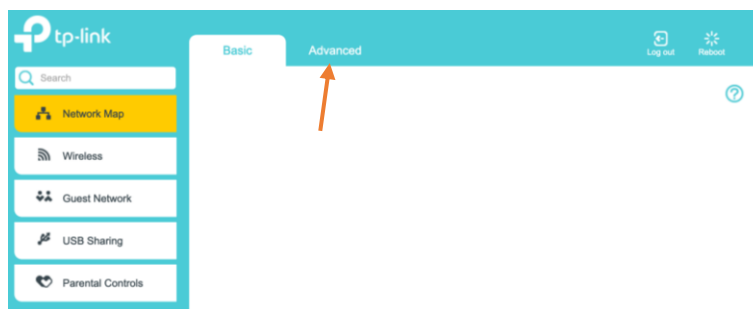 tp-link
Basic
Advanced
Log out
Reboot
Search
Network Map
Wireless
Guest Network
USB Sharing
Parental Controls